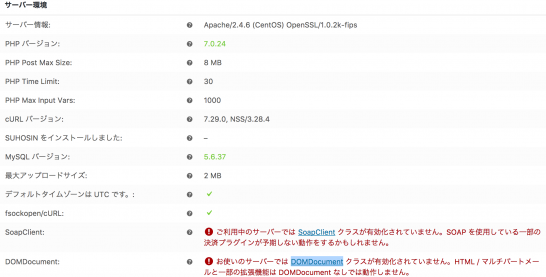 サーバー環境
サーバー情報: Apache/2.4.6 (CentOS) OpenSSL/1.0.2k-fips
PHP バージョン: 7.0.24
PHP Post Max Size: 8 MB
PHP Time Limit: 30
PHP Max Input Vars: 1000
cURL バージョン: 7.29.0, NSS/3.28.4
SUHOSIN をインストールしました: –
MySQL バージョン: 5.6.37
最大アップロードサイズ: 2 MB
デフォルトタイムゾーンは UTC です。:
fsockopen/cURL:
SoapClient: ご利用中のサーバーでは SoapClient クラスが有効化されていません。SOAP を使用している一部の
決済プラグインが予期しない動作をするかもしれません。
DOMDocument: お使いのサーバーでは DOMDocument クラスが有効化されていません。HTML / マルチパートメー
ルと一部の拡張機能は DOMDocument なしでは動作しません。